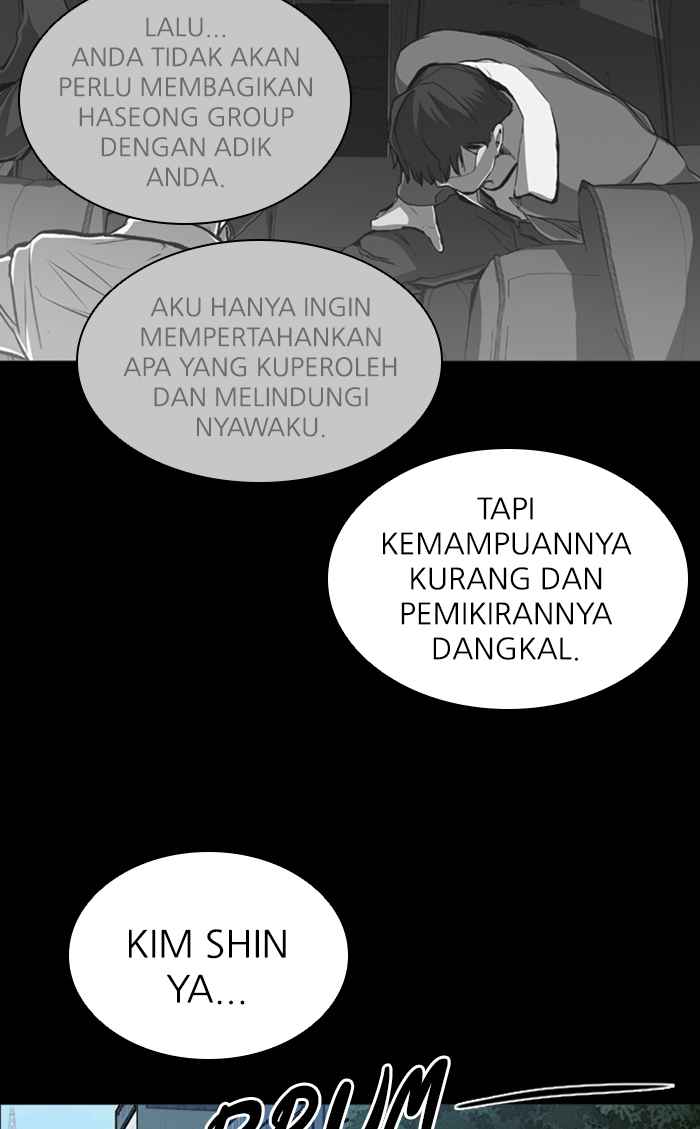 LALU...
ANDA TIDAK AKAN
PERLU MEMBAGIKAN
HASEONG GROUP
DENGAN ADIK
ANDA.
AKU HANYA INGIN
MEMPERTAHANKAN
APA YANG KUPEROLEH
DAN MELINDUNGI
NYAWAKU.
TAPI
KEMAMPUANNYA
KURANG DAN
PEMIKIRANNYA
DANGKAL.
KIM SHIN
YA...
BRUM